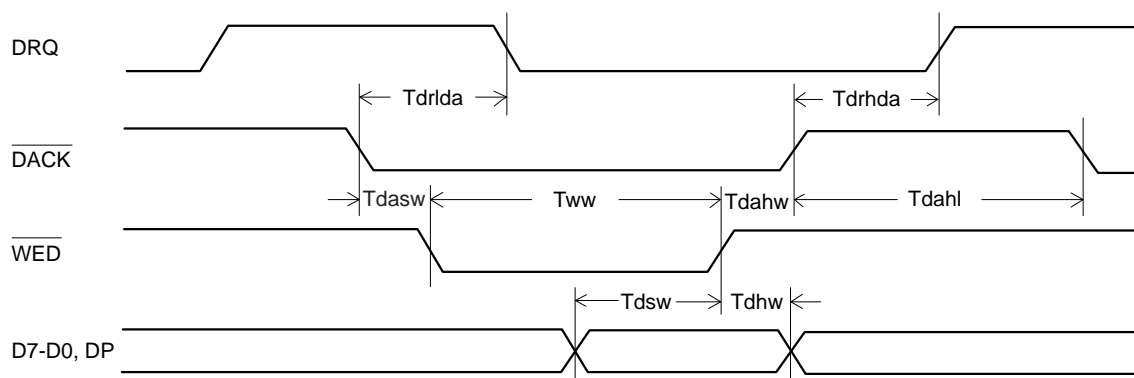 DRQ
Tdrlda
Tdrhda
DACK
Tdasw
Tww
Tdahw
Tdahl
WED
Tdsw
Tdhw
D7-D0, DP